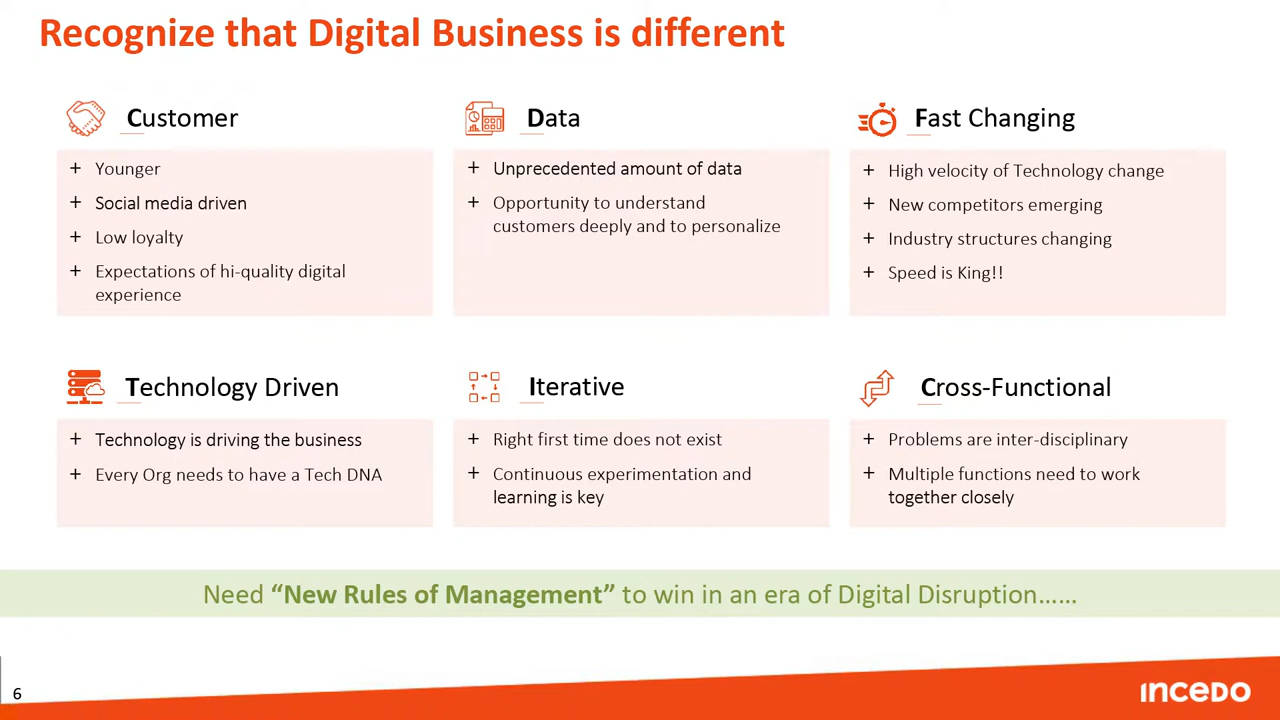 Recognize that Digital Business is different
Customer
+ Younger
+ Social media driven
+ Low loyalty
+ Expectations of hi-quality digital
experience
Data
+ Unprecedented amount of data
+ Opportunity to understand
customers deeply and to personalize
Fast Changing
+ High velocity of Technology change
+ New competitors emerging
+ Industry structures changing
+ Speed is King!!
Technology Driven
+ Technology is driving the business
+ Every Org needs to have a Tech DNA
Iterative
+ Right first time does not exist
+ Continuous experimentation and
learning is key
Cross-Functional
+ Problems are inter-disciplinary
+ Multiple functions need to work
together closely
Need “New Rules of Management” to win in an era of Digital Disruption……
6
INCEDO